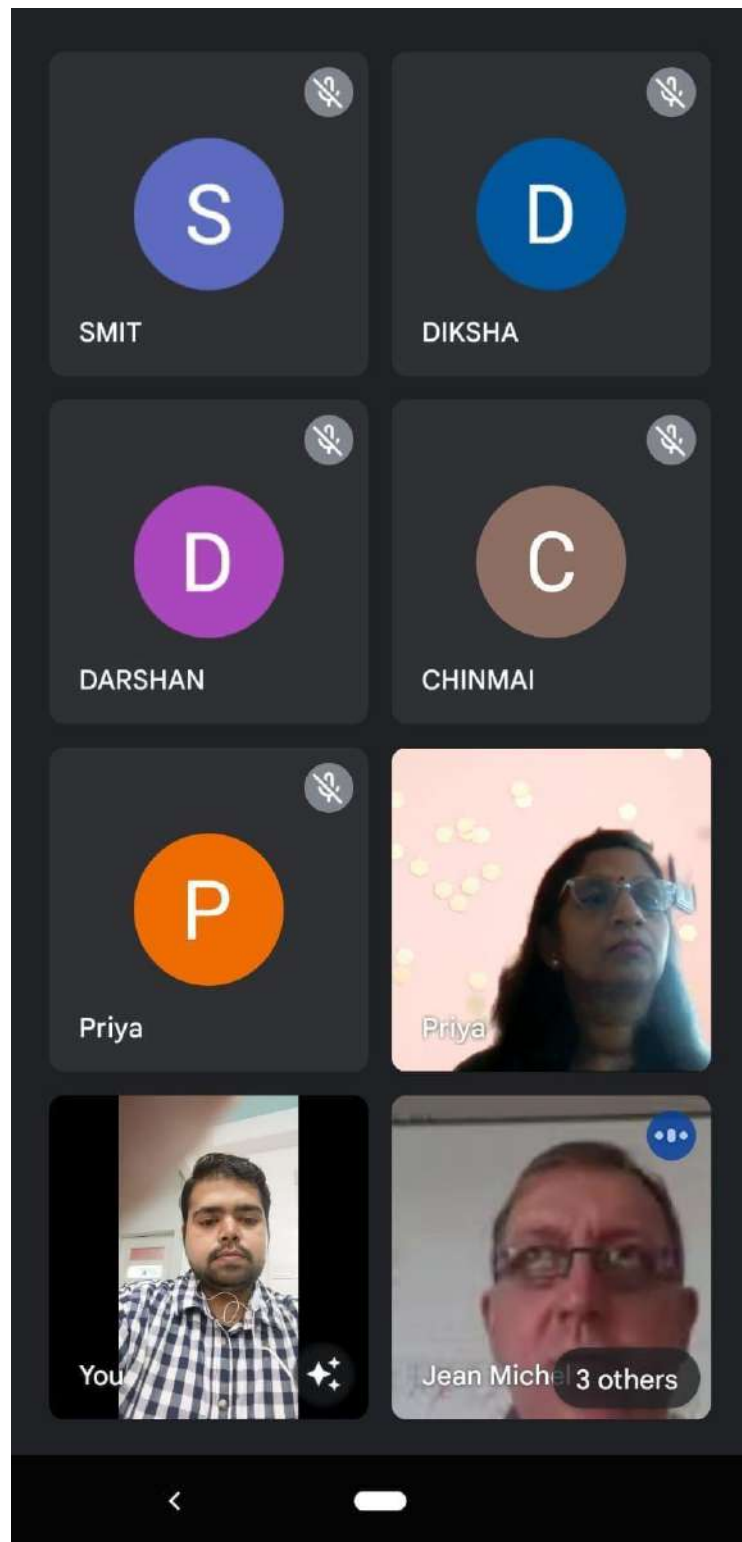 S
D
SMIT
DIKSHA
D
C
DARSHAN
CHINMAI
P
Priya
Priya
You
Jean Michel
3 others